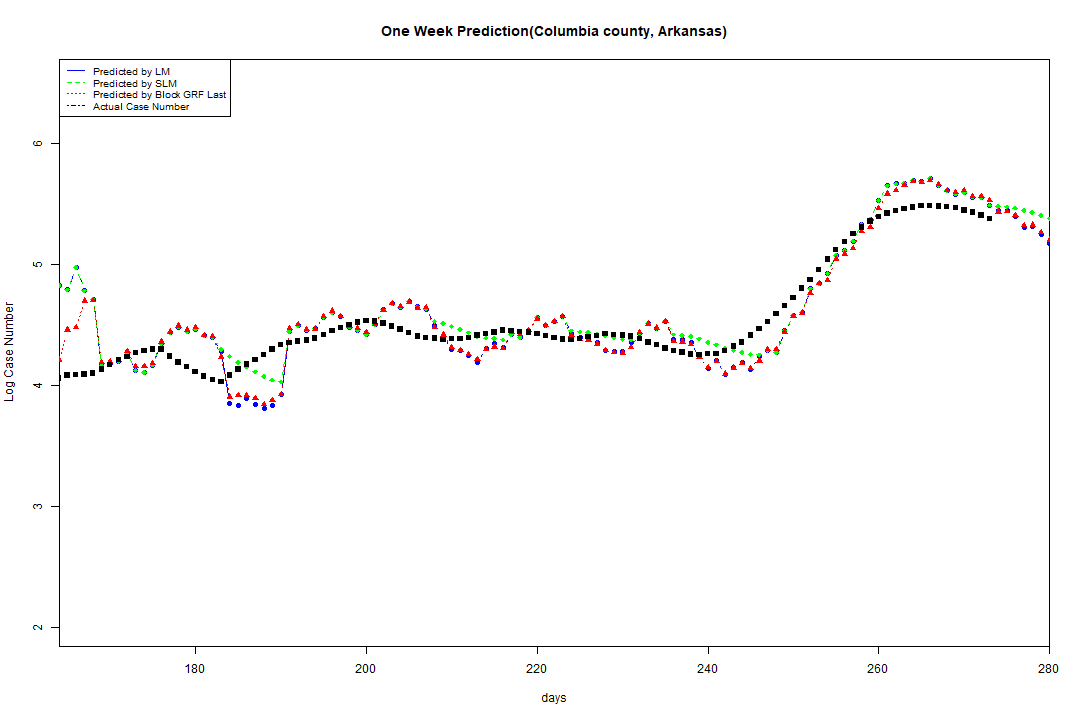 One Week Prediction(Columbia county, Arkansas)
Predicted by LM
Predicted by SLM
Predicted by Block GRF Last
Actual Case Number
Log Case Number
6
5
4
3
2
180 200 220 240 260 280
days